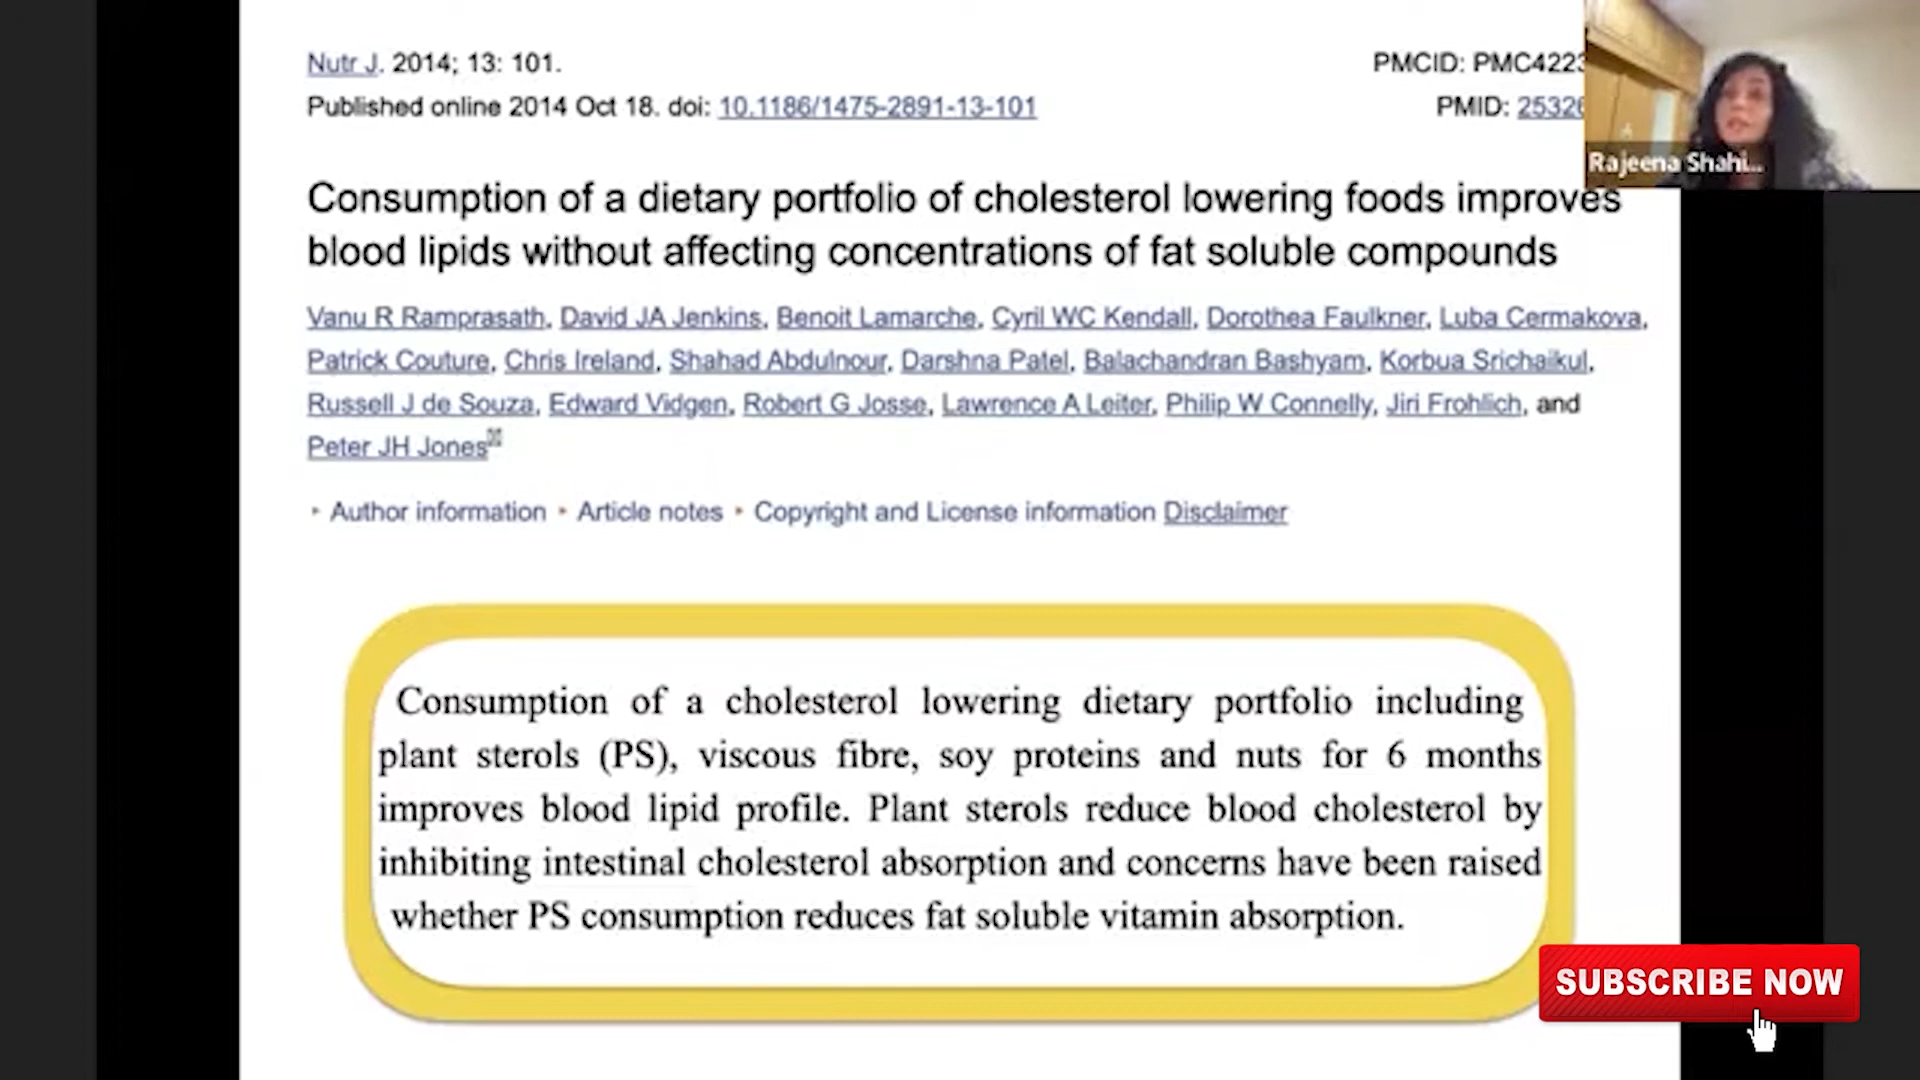 Nutr J. 2014; 13: 101.
PMCID: PMC4223
Published online 2014 Oct 18. doi: 10.1186/1475-2891-13-101
PMID: 2532
Rajeena Shahi...
Consumption of a dietary portfolio of cholesterol lowering foods improves
blood lipids without affecting concentrations of fat soluble compounds
Vanu R Ramprasath, David JA Jenkins, Benoit Lamarche, Cyril WC Kendall, Dorothea Faulkner, Luba Cermakova,
Patrick Couture, Chris Ireland, Shahad Abdulnour, Darshna Patel, Balachandran Bashyam, Korbua Srichaikul,
Russell J de Souza, Edward Vidgen, Robert G Josse, Lawrence A Leiter, Philip W Connelly, Jiri Frohlich, and
Peter JH Jones
‣ Author information ‣ Article notes ‣ Copyright and License information Disclaimer
Consumption of a cholesterol lowering dietary portfolio including
plant sterols (PS), viscous fibre, soy proteins and nuts for 6 months
improves blood lipid profile. Plant sterols reduce blood cholesterol by
inhibiting intestinal cholesterol absorption and concerns have been raised
whether PS consumption reduces fat soluble vitamin absorption.
SUBSCRIBE NOW